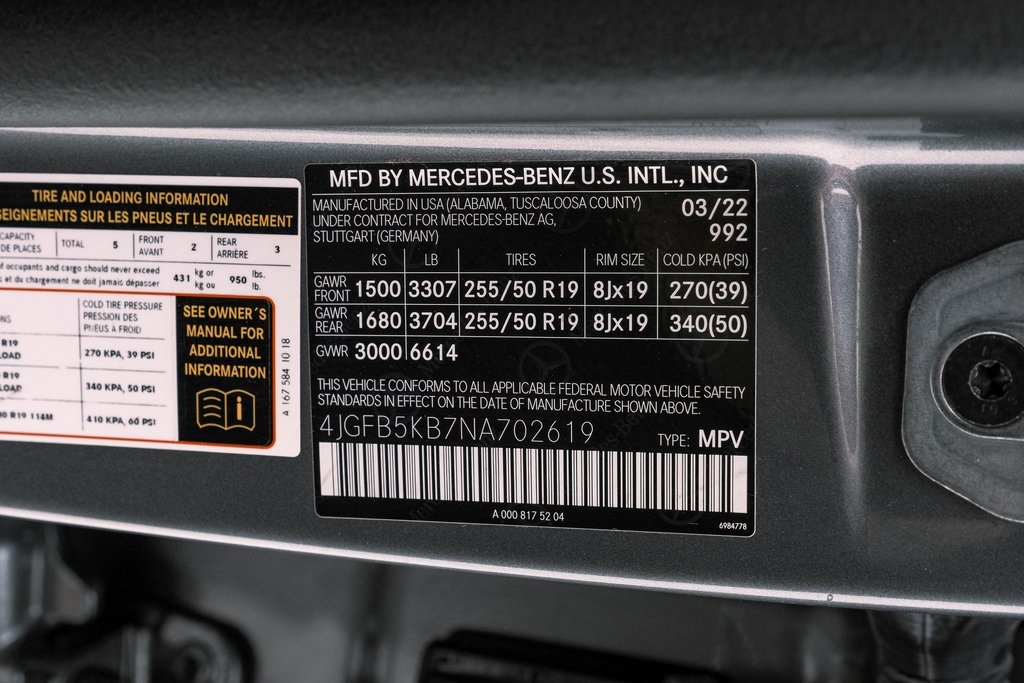 TIRE AND LOADING INFORMATION
SEIGNEMENTS SUR LES PNEUS ET LE CHARGEMENT
CAPACITY
DE PLACES
TOTAL 5
FRONT
AVANT 2
REAR
ARRIÈRE 3
of occupants and cargo should never exceed
et du chargement ne doit jamais dépasser
431 kg or
kg ou
950 lbs.
lb.
COLD TIRE PRESSURE
PRESSION DES
PNEUS A FROID
R19
LOAD
270 KPA, 39 PSI
R19
340 KPA, 50 PSI
R19 114M
410 KPA, 60 PSI
SEE OWNER'S
MANUAL FOR
ADDITIONAL
INFORMATION
A 167 584 10 18
MFD BY MERCEDES-BENZ U.S. INTL., INC
MANUFACTURED IN USA (ALABAMA, TUSCALOOSA COUNTY)
UNDER CONTRACT FOR MERCEDES-BENZ AG,
STUTTGART (GERMANY)
03/22
992
KG LB TIRES RIM SIZE COLD KPA (PSI)
GAWR
FRONT 1500 3307 255/50 R19 8Jx19 270(39)
GAWR
REAR 1680 3704 255/50 R19 8Jx19 340(50)
GVWR 3000 6614
THIS VEHICLE CONFORMS TO ALL APPLICABLE FEDERAL MOTOR VEHICLE SAFETY
STANDARDS IN EFFECT ON THE DATE OF MANUFACTURE SHOWN ABOVE.
4JGFB5KB7NA702619
TYPE: MPV
A 000 817 52 04
6984778